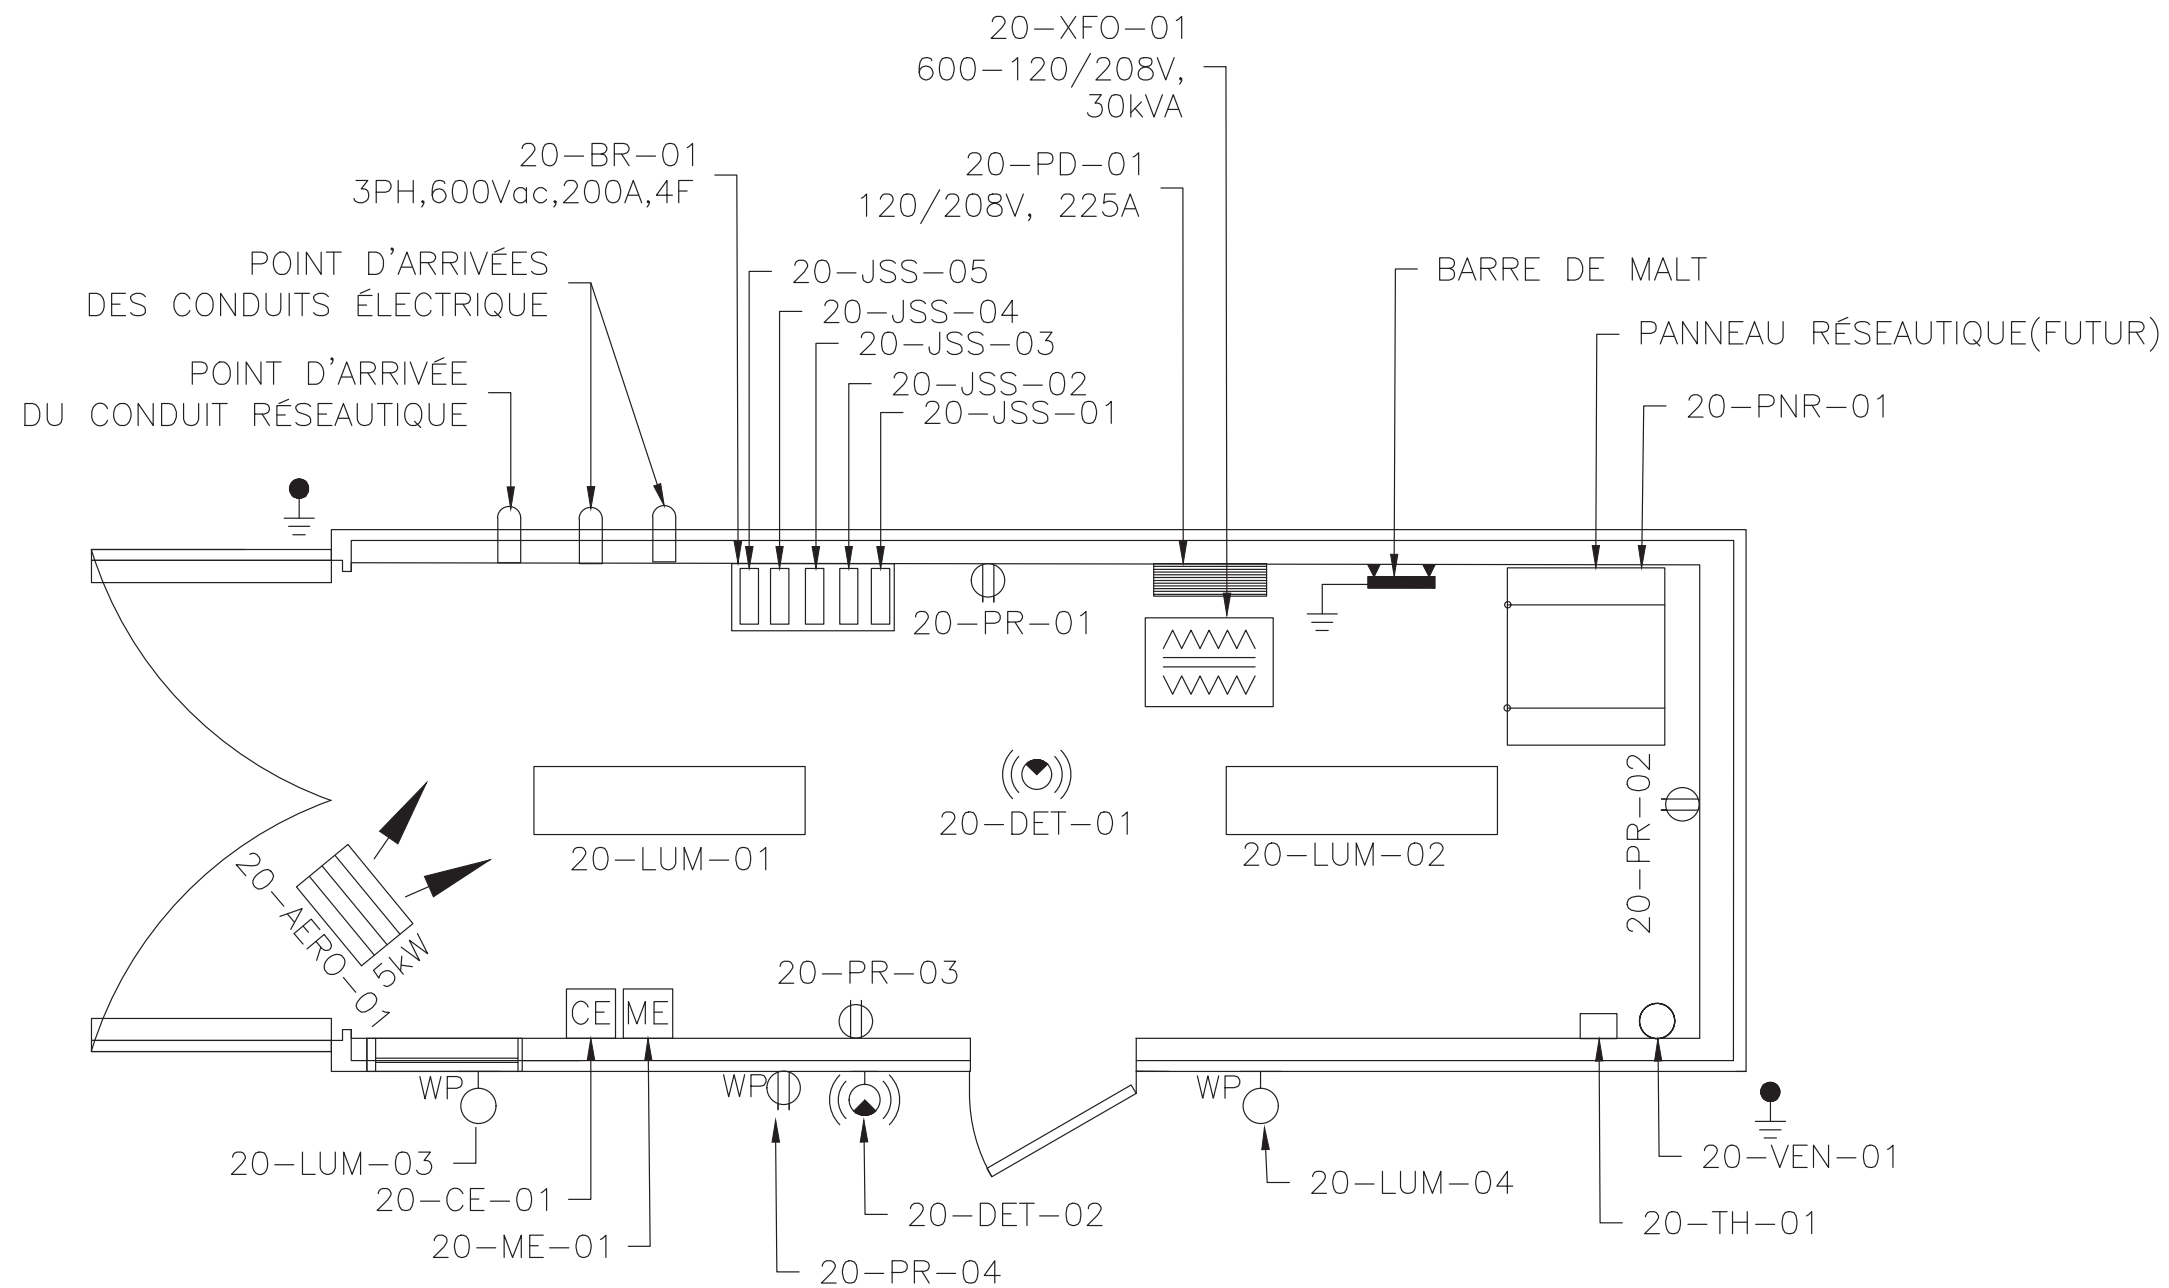 20-XFO-01
600-120/208V,
30kVA
20-BR-01
3PH,600Vac,200A,4F
20-PD-01
120/208V, 225A
POINT D'ARRIVÉES
DES CONDUITS ÉLECTRIQUE
20-JSS-05
20-JSS-04
20-JSS-03
20-JSS-02
20-JSS-01
BARRE DE MALT
PANNEAU RÉSEAUTIQUE(FUTUR)
20-PNR-01
POINT D'ARRIVÉE
DU CONDUIT RÉSEAUTIQUE
20-PR-01
20-DET-01
20-LUM-01
20-LUM-02
20-PR-02
20-AERO-01
5kW
20-PR-03
CE
ME
WP
WP
WP
20-LUM-03
20-CE-01
20-ME-01
20-DET-02
20-PR-04
20-LUM-04
20-VEN-01
20-TH-01